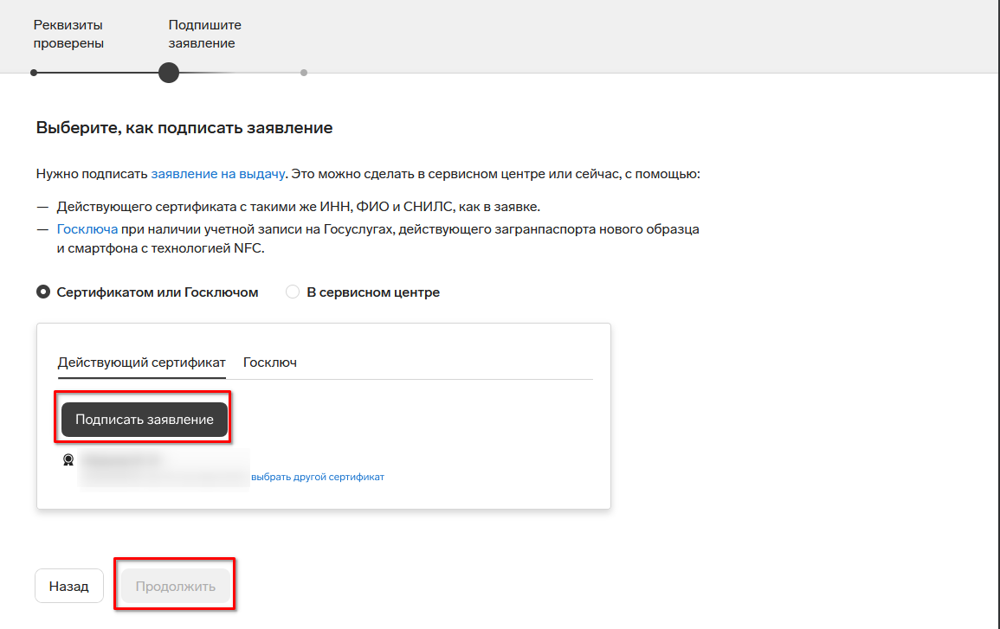 Реквизиты
проверены
Подпишите
заявление
Выберите, как подписать заявление
Нужно подписать заявление на выдачу. Это можно сделать в сервисном центре или сейчас, с помощью:
— Действующего сертификата с такими же ИНН, ФИО и СНИЛС, как в заявке.
— Госключа при наличии учетной записи на Госуслугах, действующего загранпаспорта нового образца
и смартфона с технологией NFC.
Сертификатом или Госключом
В сервисном центре
Действующий сертификат
Госключ
Подписать заявление
выбрать другой сертификат
Назад
Продолжить